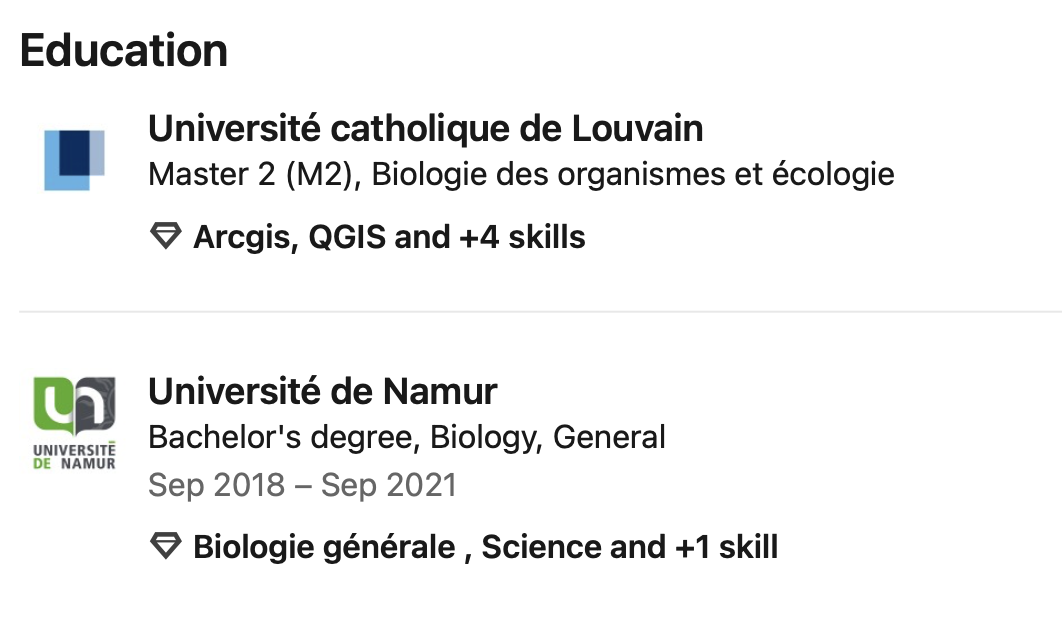 Education
Université catholique de Louvain
Master 2 (M2), Biologie des organismes et écologie
Arcgis, QGIS and +4 skills
Université de Namur
Bachelor's degree, Biology, General
UNIVERSITÉ
DE NAMUR
Sep 2018 – Sep 2021
Biologie générale , Science and +1 skill